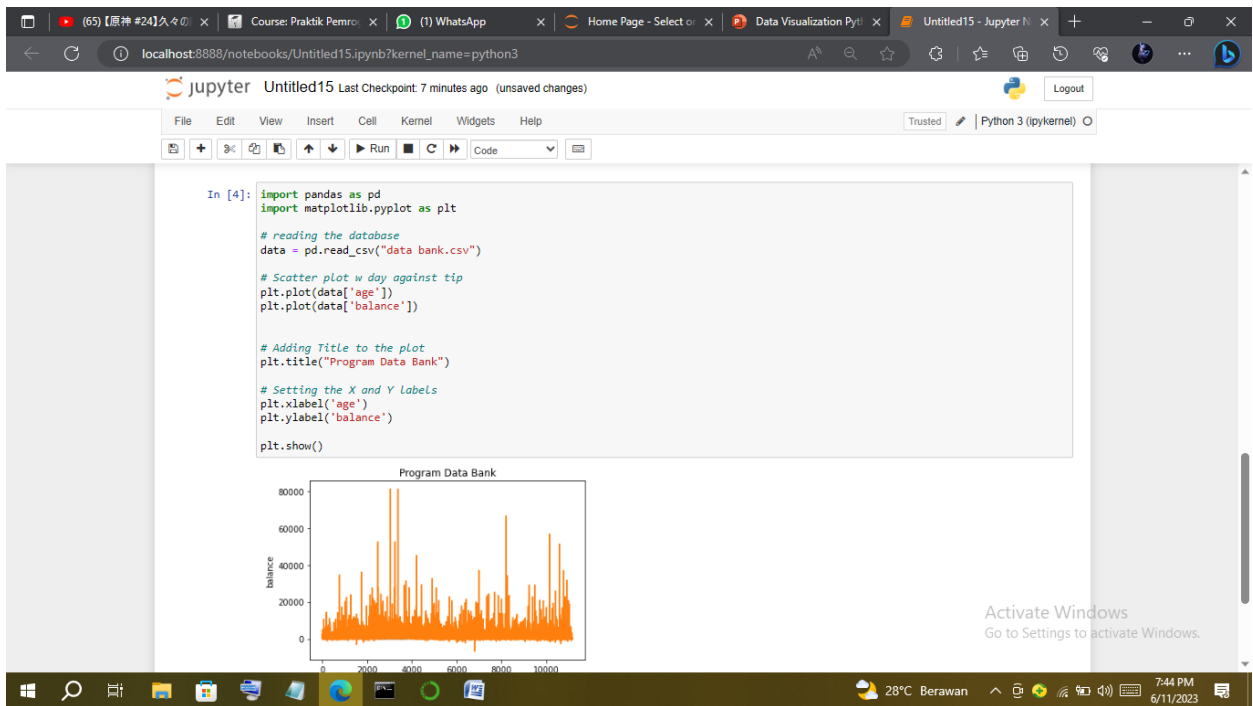 (65)【原神 #24】久々の
Course: Praktik Pemrog
(1) WhatsApp
Home Page - Select or
Data Visualization Pyt
Untitled15 - Jupyter N
localhost:8888/notebooks/Untitled15.ipynb?kernel_name=python3
jupyter Untitled15 Last Checkpoint: 7 minutes ago (unsaved changes)
Logout
File Edit View Insert Cell Kernel Widgets Help
Trusted Python 3 (ipykernel)
Run Code
In [4]: import pandas as pd
import matplotlib.pyplot as plt
# reading the database
data = pd.read_csv("data bank.csv")
# Scatter plot w day against tip
plt.plot(data['age'])
plt.plot(data['balance'])
# Adding Title to the plot
plt.title("Program Data Bank")
# Setting the X and Y labels
plt.xlabel('age')
plt.ylabel('balance')
plt.show()
Program Data Bank
80000
60000
40000
20000
0
balance
0 2000 4000 6000 8000 10000
Activate Windows
Go to Settings to activate Windows.
28°C Berawan
7:44 PM
6/11/2023